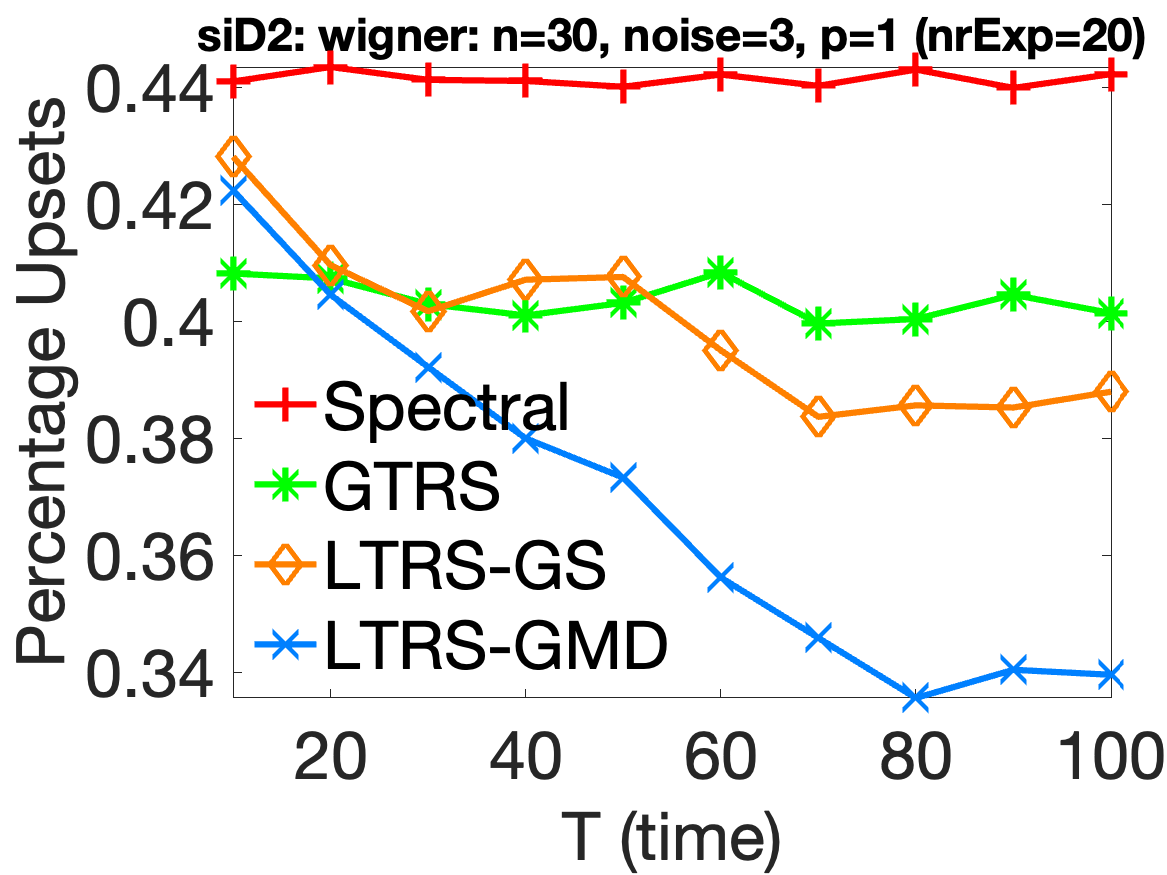 siD2: wigner: n=30, noise=3, p=1 (nrExp=20)
Percentage Upsets
0.44
0.42
0.4
0.38
0.36
0.34
Spectral
GTRS
LTRS-GS
LTRS-GMD
20 40 60 80 100
T (time)